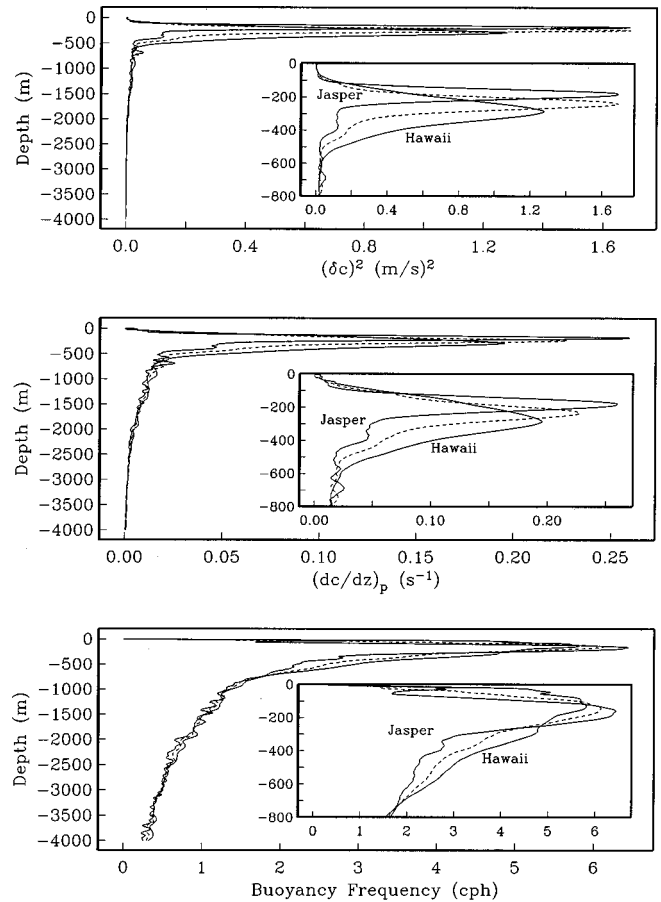 0
−500
−1000
−1500
−2000
−2500
−3000
−3500
−4000
Depth (m)
0
−200
−400
−600
−800
Jasper
Hawaii
0.0 0.4 0.8 1.2 1.6
0.0 0.4 0.8 1.2 1.6
(δc)² (m/s)²
0
−500
−1000
−1500
−2000
−2500
−3000
−3500
−4000
Depth (m)
0
−200
−400
−600
−800
Jasper
Hawaii
0.00 0.10 0.20
0.00 0.05 0.10 0.15 0.20 0.25
(dc/dz)ₚ (s⁻¹)
0
−500
−1000
−1500
−2000
−2500
−3000
−3500
−4000
Depth (m)
0
−200
−400
−600
−800
Jasper
Hawaii
0 1 2 3 4 5 6
0 1 2 3 4 5 6
Buoyancy Frequency (cph)